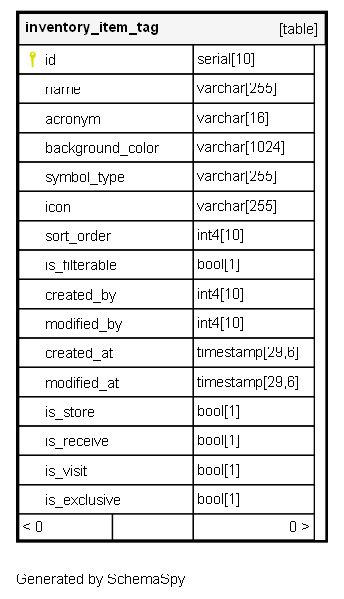 inventory_item_tag [table]
id serial[10]
name varchar[255]
acronym varchar[16]
background_color varchar[1024]
symbol_type varchar[255]
icon varchar[255]
sort_order int4[10]
is_filterable bool[1]
created_by int4[10]
modified_by int4[10]
created_at timestamp[29,6]
modified_at timestamp[29,6]
is_store bool[1]
is_receive bool[1]
is_visit bool[1]
is_exclusive bool[1]
< 0 0 >
Generated by SchemaSpy